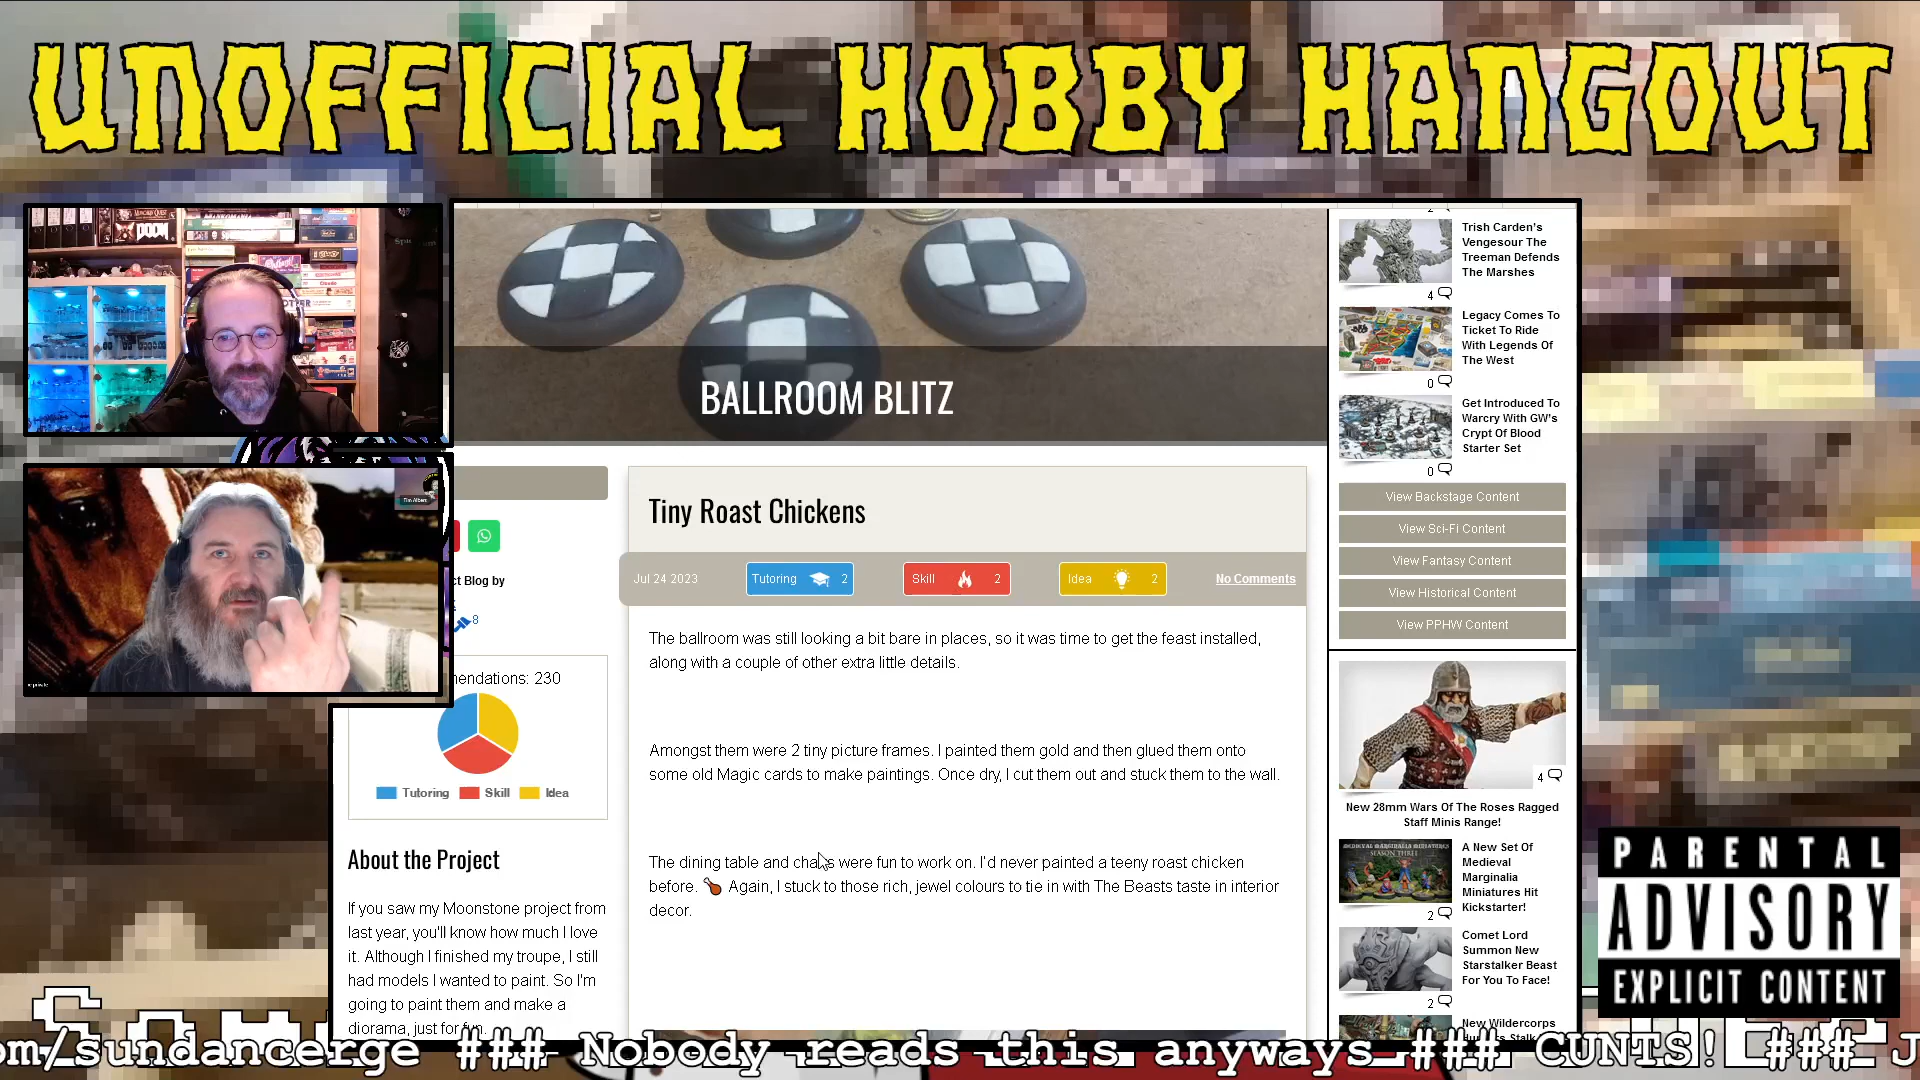 UNOFFICIAL HOBBY HANGOUT
MUNCHKIN QUEST
DOOM
Tim Albers
BALLROOM BLITZ
ct Blog by
8
nendations: 230
Tutoring Skill Idea
About the Project
If you saw my Moonstone project from
last year, you'll know how much I love
it. Although I finished my troupe, I still
had models I wanted to paint. So I'm
going to paint them and make a
diorama, just for fun.
Tiny Roast Chickens
Jul 24 2023 Tutoring 2 Skill 2 Idea 2 No Comments
The ballroom was still looking a bit bare in places, so it was time to get the feast installed,
along with a couple of other extra little details.
Amongst them were 2 tiny picture frames. I painted them gold and then glued them onto
some old Magic cards to make paintings. Once dry, I cut them out and stuck them to the wall.
The dining table and chairs were fun to work on. I'd never painted a teeny roast chicken
before. 🍗 Again, I stuck to those rich, jewel colours to tie in with The Beasts taste in interior
decor.
Trish Carden's
Vengesour The
Treeman Defends
The Marshes
4
Legacy Comes To
Ticket To Ride
With Legends Of
The West
0
Get Introduced To
Warcry With GW's
Crypt Of Blood
Starter Set
0
View Backstage Content
View Sci-Fi Content
View Fantasy Content
View Historical Content
View PPHW Content
4
New 28mm Wars Of The Roses Ragged
Staff Minis Range!
A New Set Of
Medieval
Marginalia
Miniatures Hit
Kickstarter!
2
Comet Lord
Summon New
Starstalker Beast
For You To Face!
2
New Wildercorps
PARENTAL
ADVISORY
EXPLICIT CONTENT
om/sundancerge ### Nobody reads this anyways ### CUNTS! ### J